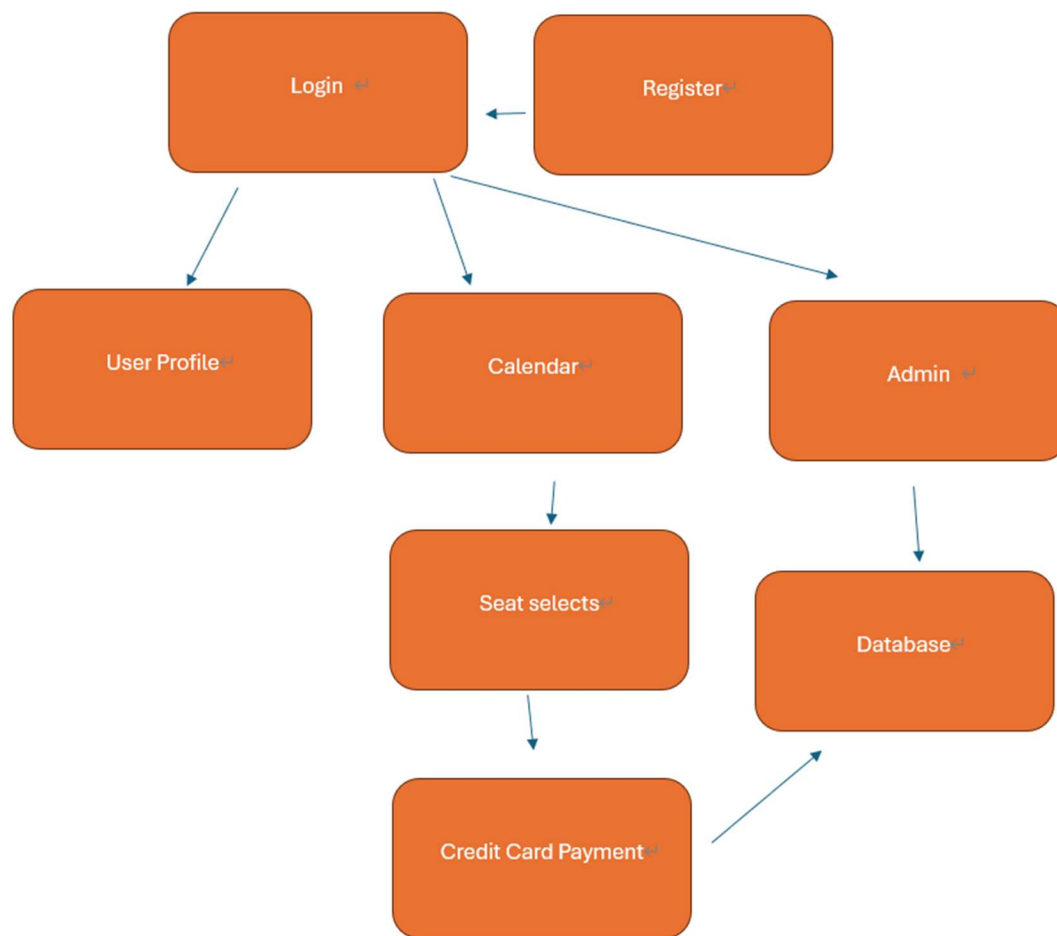 Login ↵
Register↵
User Profile↵
Calendar↵
Admin ↵
Seat selects↵
Database↵
Credit Card Payment↵